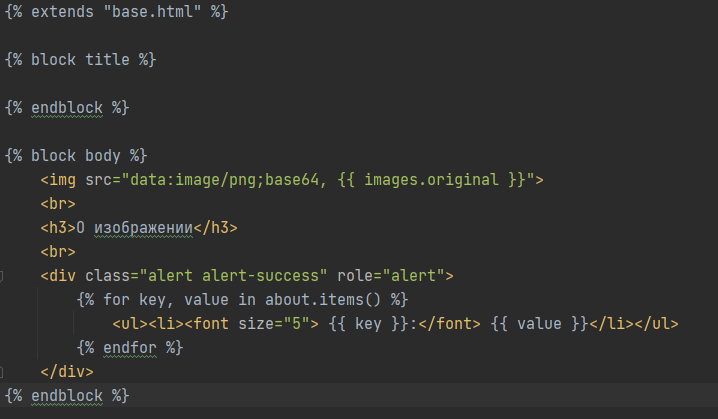 {% extends "base.html" %}
{% block title %}
{% endblock %}
{% block body %}
<img src="data:image/png;base64, {{ images.original }}">
<br>
<h3>О изображении</h3>
<br>
<div class="alert alert-success" role="alert">
{% for key, value in about.items() %}
<ul><li><font size="5"> {{ key }}:</font> {{ value }}</li></ul>
{% endfor %}
</div>
{% endblock %}